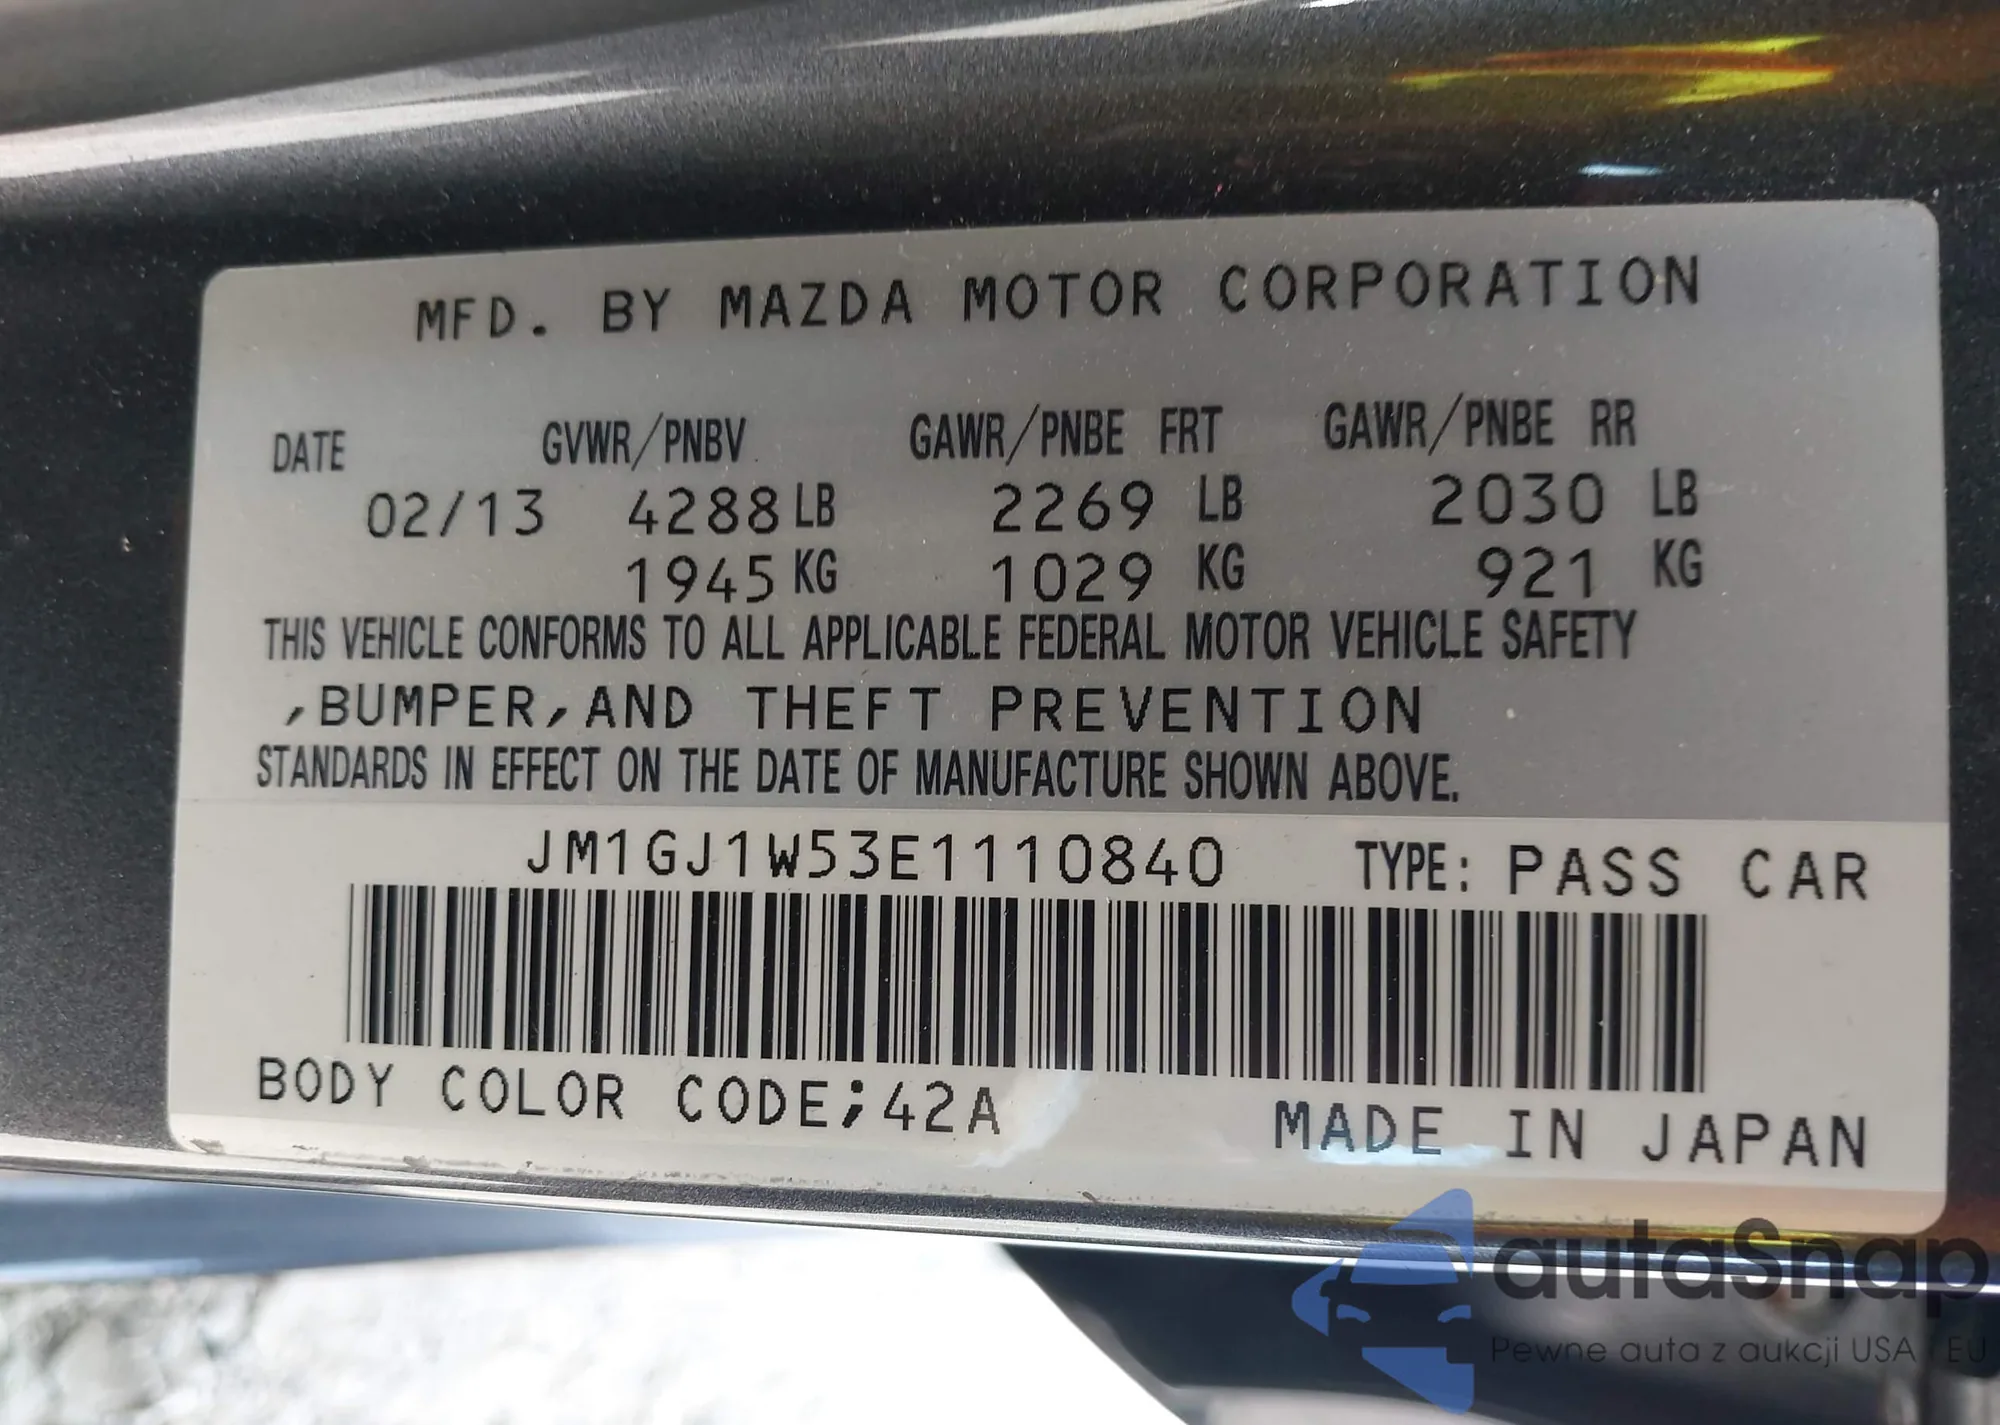 MFD. BY MAZDA MOTOR CORPORATION
DATE GVWR/PNBV GAWR/PNBE FRT GAWR/PNBE RR
02/13 4288 LB 2269 LB 2030 LB
1945 KG 1029 KG 921 KG
THIS VEHICLE CONFORMS TO ALL APPLICABLE FEDERAL MOTOR VEHICLE SAFETY
,BUMPER,AND THEFT PREVENTION
STANDARDS IN EFFECT ON THE DATE OF MANUFACTURE SHOWN ABOVE.
JM1GJ1W53E1110840 TYPE: PASS CAR
BODY COLOR CODE;42A MADE IN JAPAN
autaSnap
Pewne auta z aukcji USA / EU